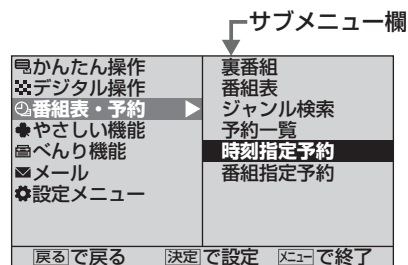 サブメニュー欄
かんたん操作
デジタル操作
番組表・予約
やさしい機能
べんり機能
メール
設定メニュー
裏番組
番組表
ジャンル検索
予約一覧
時刻指定予約
番組指定予約
戻るで戻る 決定で設定 メニューで終了